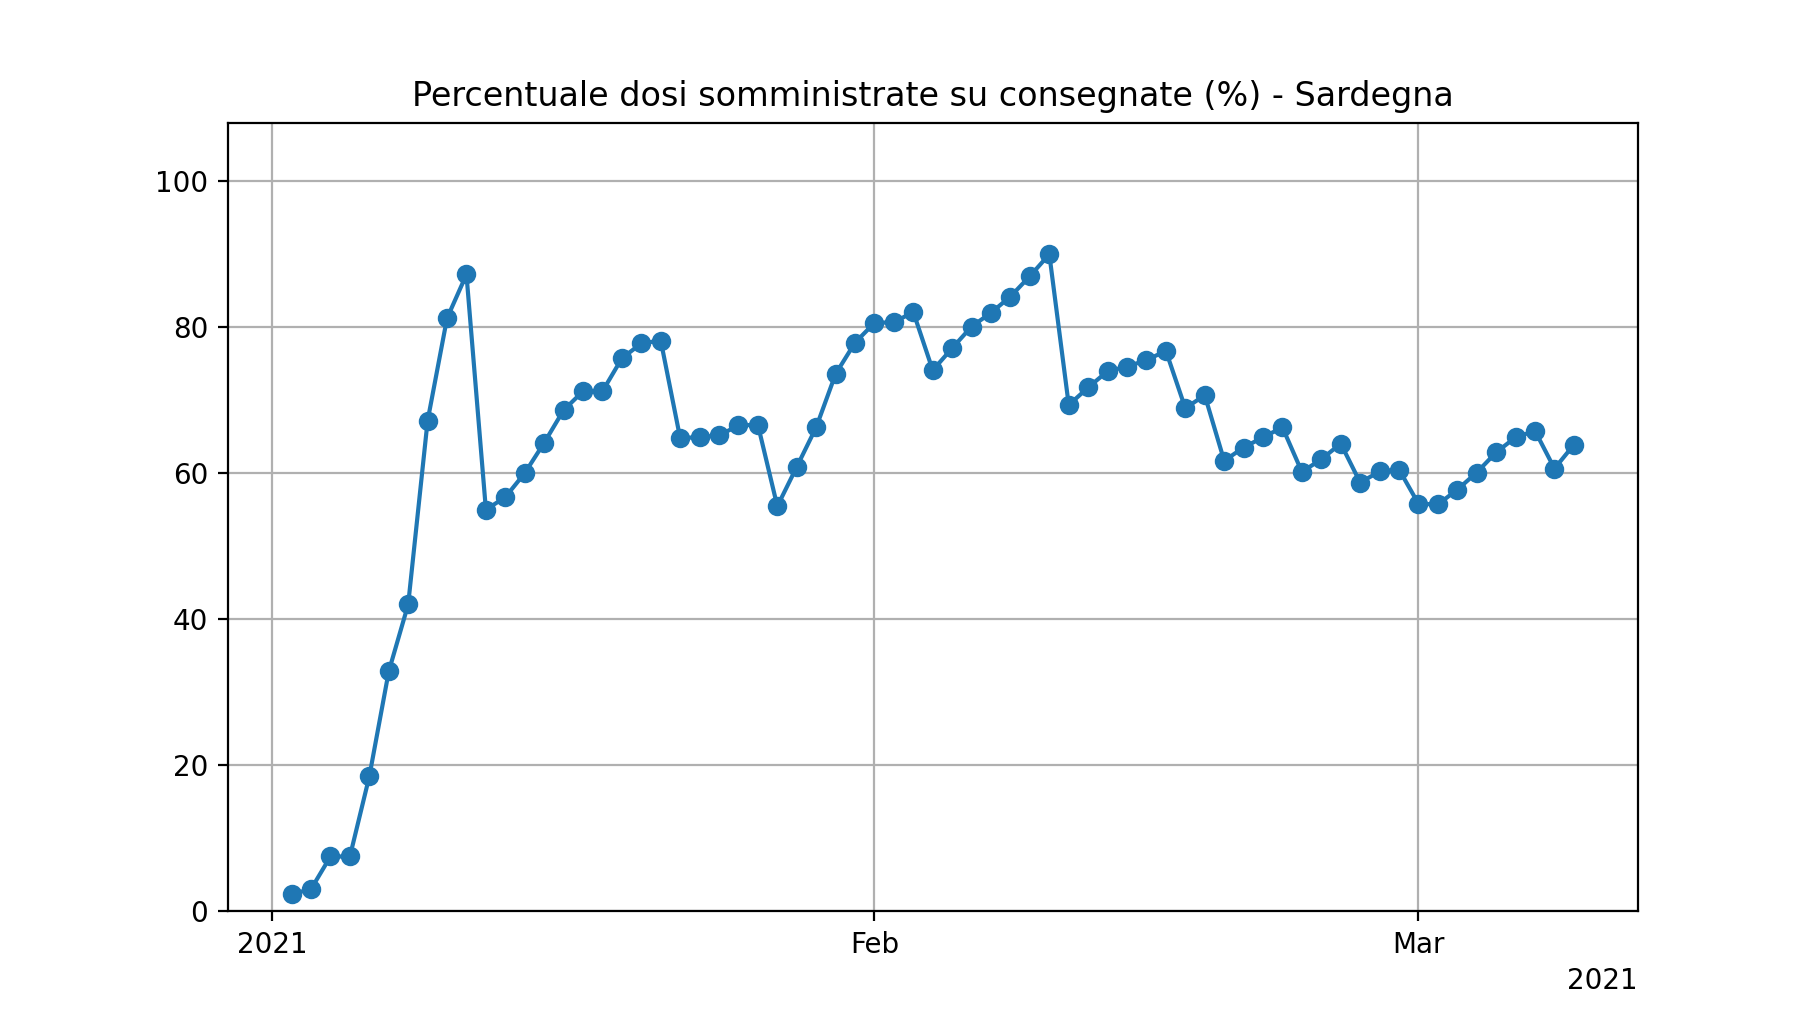 Percentuale dosi somministrate su consegnate (%) - Sardegna
100
80
60
40
20
0
2021
Feb
Mar
2021